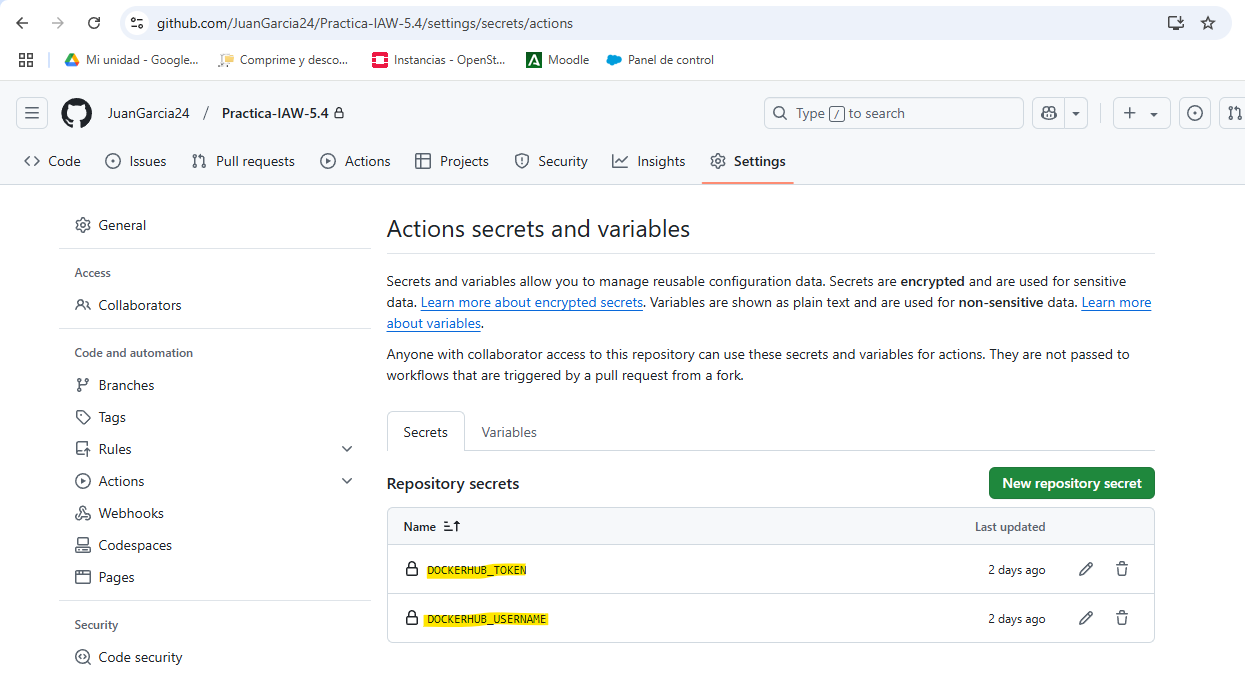 github.com/JuanGarcia24/Practica-IAW-5.4/settings/secrets/actions
Mi unidad - Google... Comprime y desco... Instancias - OpenSt... Moodle Panel de control
JuanGarcia24 / Practica-IAW-5.4 Type / to search
Code Issues Pull requests Actions Projects Security Insights Settings
General
Access
Collaborators
Code and automation
Branches
Tags
Rules
Actions
Webhooks
Codespaces
Pages
Security
Code security
Actions secrets and variables
Secrets and variables allow you to manage reusable configuration data. Secrets are encrypted and are used for sensitive
data. Learn more about encrypted secrets. Variables are shown as plain text and are used for non-sensitive data. Learn more
about variables.
Anyone with collaborator access to this repository can use these secrets and variables for actions. They are not passed to
workflows that are triggered by a pull request from a fork.
Secrets Variables
Repository secrets New repository secret
Name Last updated
DOCKERHUB_TOKEN 2 days ago
DOCKERHUB_USERNAME 2 days ago